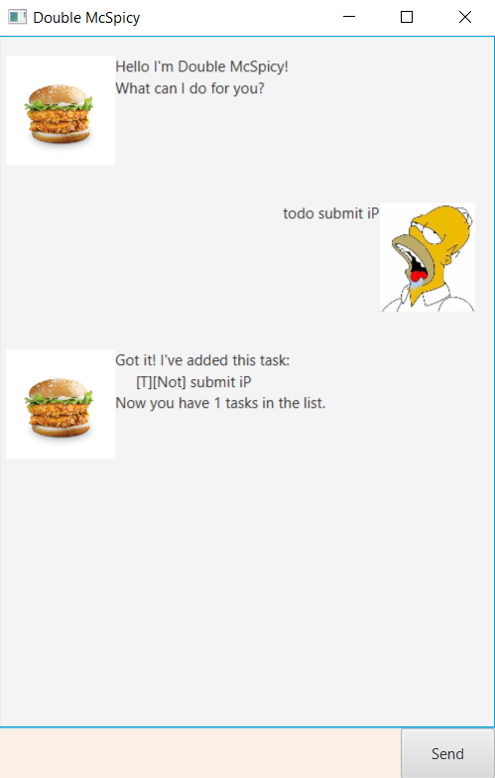 Double McSpicy
Hello I'm Double McSpicy!
What can I do for you?
todo submit iP
Got it! I've added this task:
[T][Not] submit iP
Now you have 1 tasks in the list.
Send